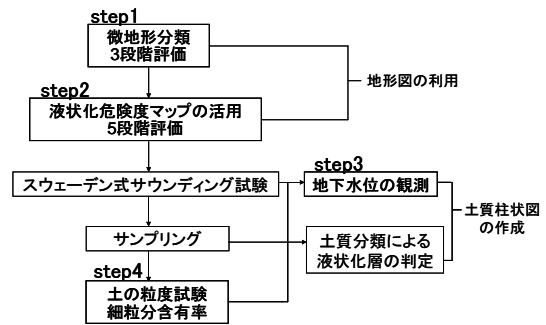 step1
微地形分類
3段階評価
step2
液状化危険度マップの活用
5段階評価
地形図の利用
スウェーデン式サウンディング試験
step3
地下水位の観測
サンプリング
土質分類による
液状化層の判定
土質柱状図
の作成
step4
土の粒度試験
細粒分含有率